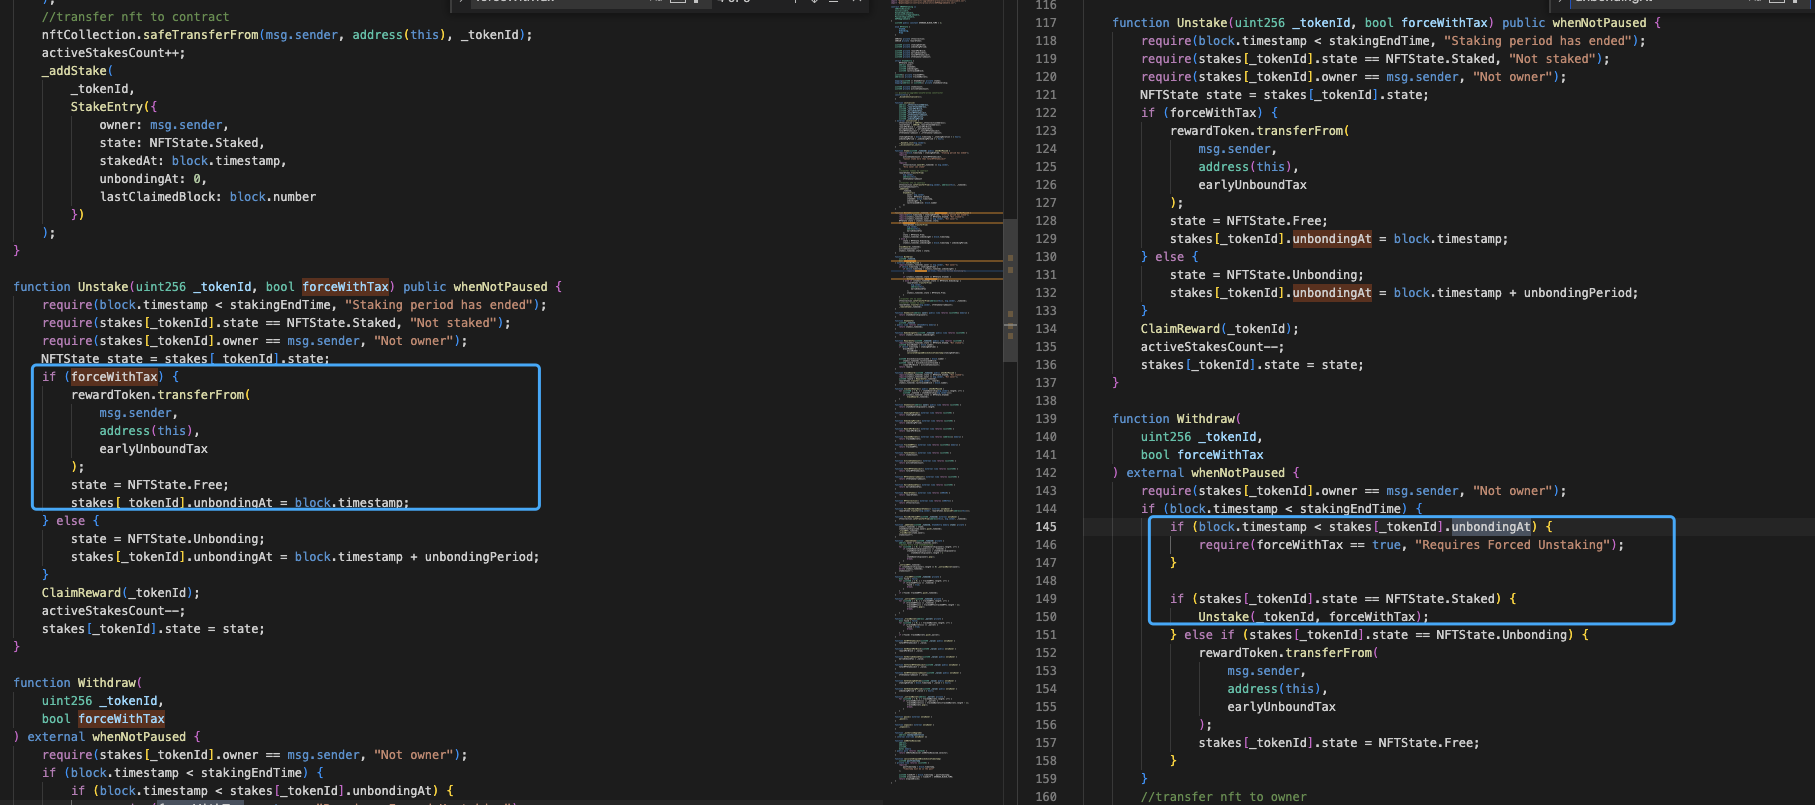 //transfer nft to contract
nftCollection.safeTransferFrom(msg.sender, address(this), _tokenId);
activeStakesCount++;
_addStake(
_tokenId,
StakeEntry({
owner: msg.sender,
state: NFTState.Staked,
stakedAt: block.timestamp,
unbondingAt: 0,
lastClaimedBlock: block.number
})
);
}
function Unstake(uint256 _tokenId, bool forceWithTax) public whenNotPaused {
require(block.timestamp < stakingEndTime, "Staking period has ended");
require(stakes[_tokenId].state == NFTState.Staked, "Not staked");
require(stakes[_tokenId].owner == msg.sender, "Not owner");
NFTState state = stakes[_tokenId].state;
if (forceWithTax) {
rewardToken.transferFrom(
msg.sender,
address(this),
earlyUnboundTax
);
state = NFTState.Free;
stakes[_tokenId].unbondingAt = block.timestamp;
} else {
state = NFTState.Unbonding;
stakes[_tokenId].unbondingAt = block.timestamp + unbondingPeriod;
}
ClaimReward(_tokenId);
activeStakesCount--;
stakes[_tokenId].state = state;
}
function Withdraw(
uint256 _tokenId,
bool forceWithTax
) external whenNotPaused {
require(stakes[_tokenId].owner == msg.sender, "Not owner");
if (block.timestamp < stakingEndTime) {
if (block.timestamp < stakes[_tokenId].unbondingAt) {
116
117 function Unstake(uint256 _tokenId, bool forceWithTax) public whenNotPaused {
118 require(block.timestamp < stakingEndTime, "Staking period has ended");
119 require(stakes[_tokenId].state == NFTState.Staked, "Not staked");
120 require(stakes[_tokenId].owner == msg.sender, "Not owner");
121 NFTState state = stakes[_tokenId].state;
122 if (forceWithTax) {
123 rewardToken.transferFrom(
124 msg.sender,
125 address(this),
126 earlyUnboundTax
127 );
128 state = NFTState.Free;
129 stakes[_tokenId].unbondingAt = block.timestamp;
130 } else {
131 state = NFTState.Unbonding;
132 stakes[_tokenId].unbondingAt = block.timestamp + unbondingPeriod;
133 }
134 ClaimReward(_tokenId);
135 activeStakesCount--;
136 stakes[_tokenId].state = state;
137 }
138
139 function Withdraw(
140 uint256 _tokenId,
141 bool forceWithTax
142 ) external whenNotPaused {
143 require(stakes[_tokenId].owner == msg.sender, "Not owner");
144 if (block.timestamp < stakingEndTime) {
145 if (block.timestamp < stakes[_tokenId].unbondingAt) {
146 require(forceWithTax == true, "Requires Forced Unstaking");
147 }
148
149 if (stakes[_tokenId].state == NFTState.Staked) {
150 Unstake(_tokenId, forceWithTax);
151 } else if (stakes[_tokenId].state == NFTState.Unbonding) {
152 rewardToken.transferFrom(
153 msg.sender,
154 address(this),
155 earlyUnboundTax
156 );
157 stakes[_tokenId].state = NFTState.Free;
158 }
159 }
160 //transfer nft to owner